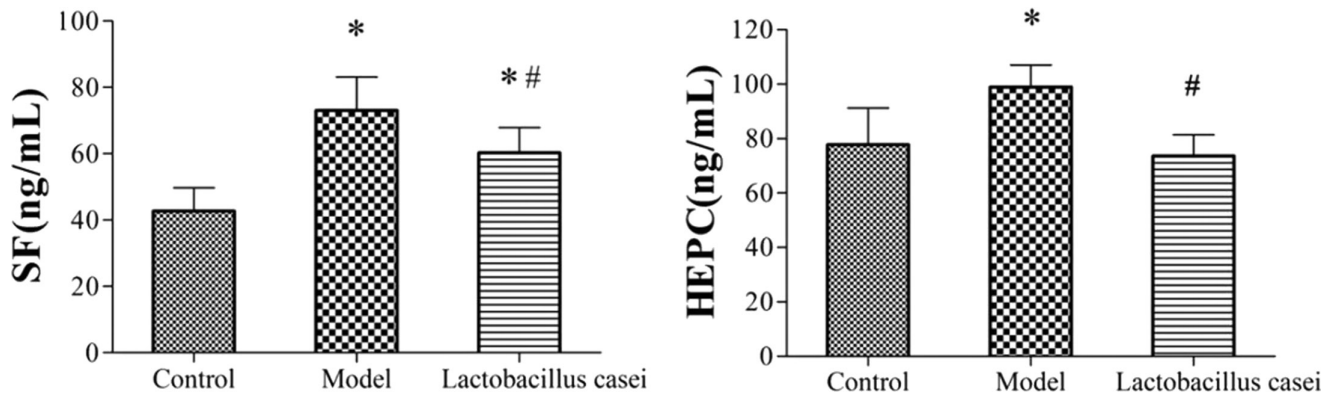 SF(ng/mL)
100
80
60
40
20
0
*
* #
Control
Model
Lactobacillus casei
HEPC(ng/mL)
120
100
80
60
40
20
0
*
#
Control
Model
Lactobacillus casei